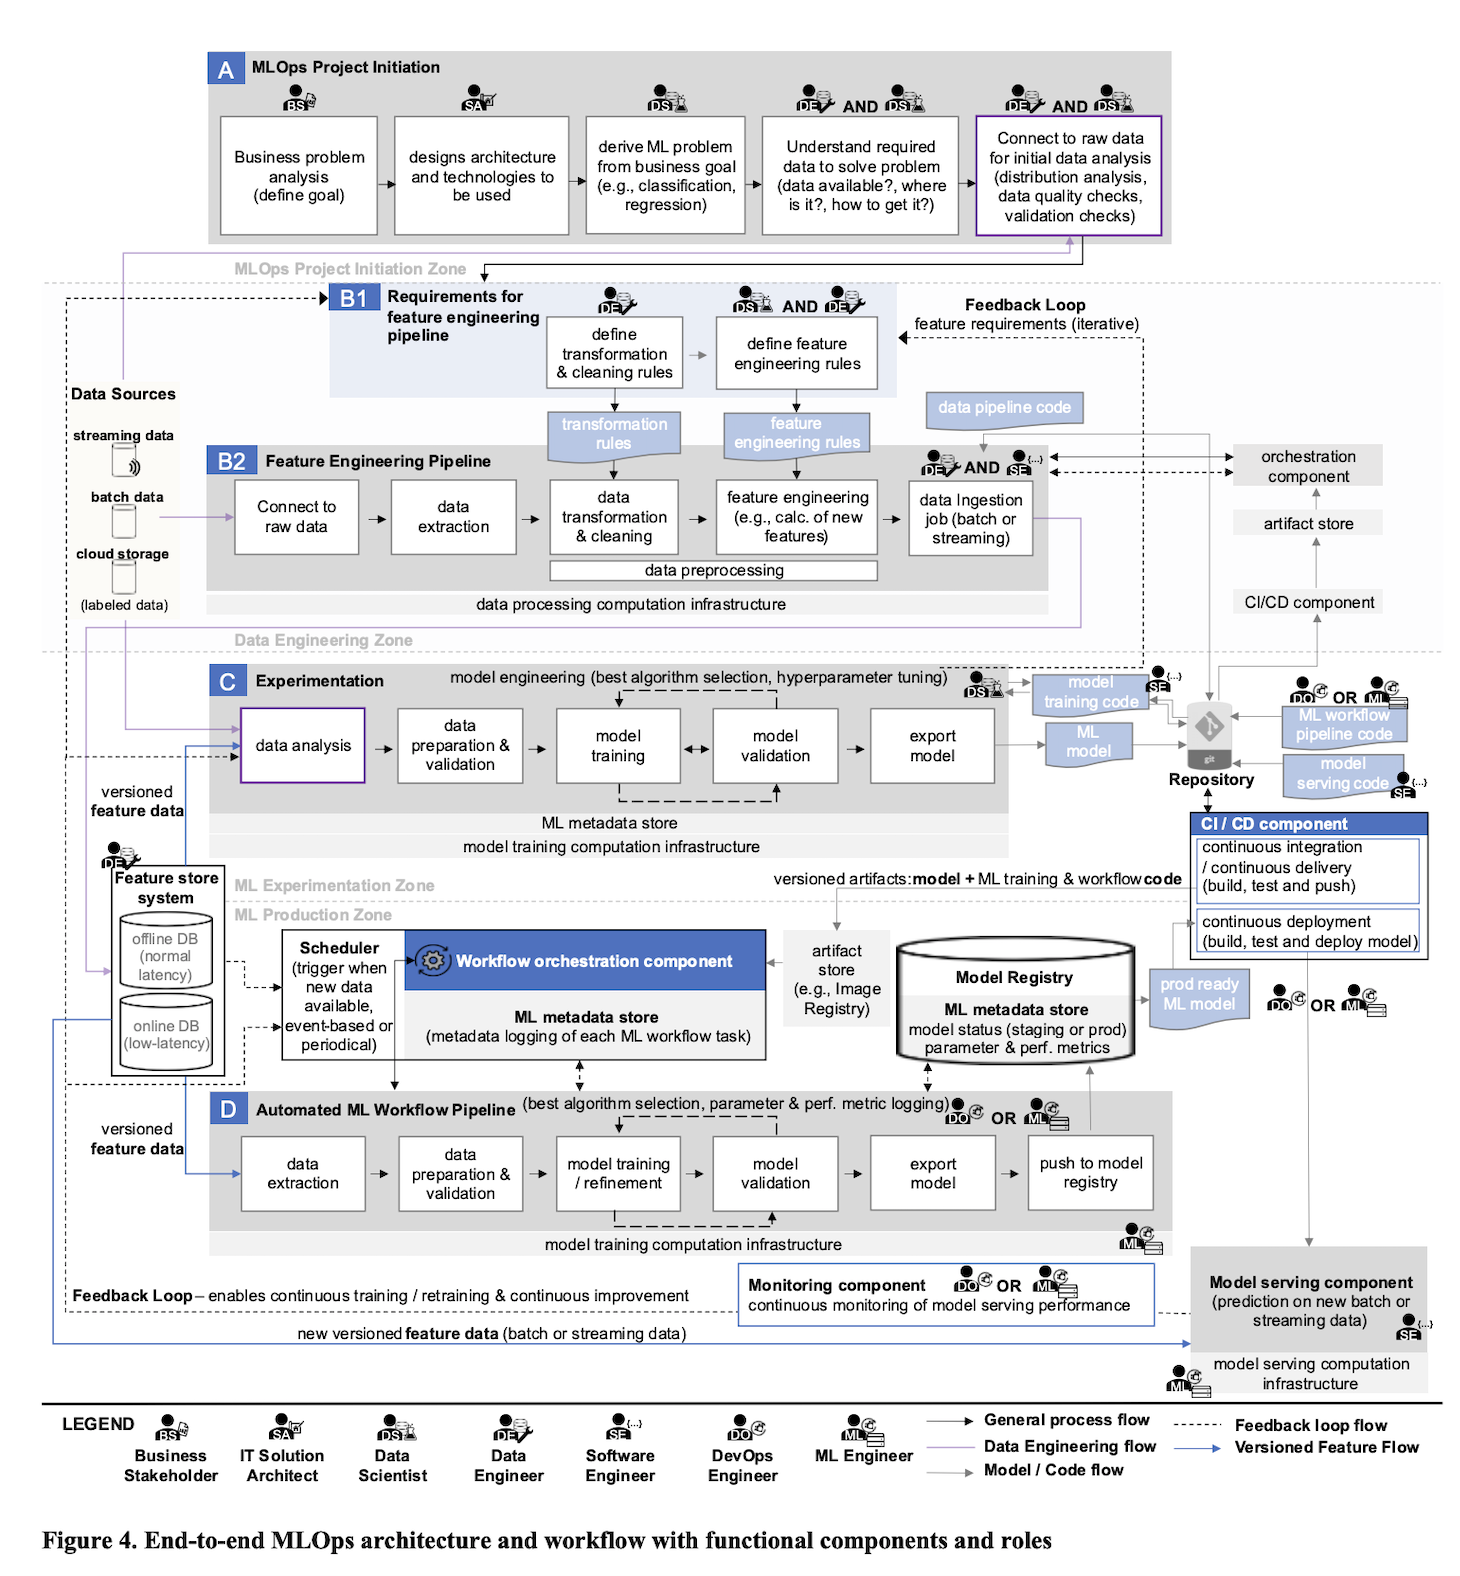 A
MLOps Project Initiation
BS
SA
DS
DE AND DS
DE AND DS
Business problem
analysis
(define goal)
designs architecture
and technologies to
be used
derive ML problem
from business goal
(e.g., classification,
regression)
Understand required
data to solve problem
(data available?, where
is it?, how to get it?)
Connect to raw data
for initial data analysis
(distribution analysis,
data quality checks,
validation checks)
MLOps Project Initiation Zone
B1
Requirements for
feature engineering
pipeline
DE
DS AND DE
define
transformation
& cleaning rules
define feature
engineering rules
Feedback Loop
feature requirements (iterative)
Data Sources
streaming data
batch data
cloud storage
(labeled data)
transformation
rules
feature
engineering rules
data pipeline code
B2
Feature Engineering Pipeline
DE AND SE {...}
Connect to
raw data
data
extraction
data
transformation
& cleaning
feature engineering
(e.g., calc. of new
features)
data Ingestion
job (batch or
streaming)
data preprocessing
data processing computation infrastructure
orchestration
component
artifact store
CI/CD component
Data Engineering Zone
C
Experimentation
model engineering (best algorithm selection, hyperparameter tuning)
DS
data analysis
data
preparation &
validation
model
training
model
validation
export
model
ML metadata store
model training computation infrastructure
model
training code
SE {...}
ML
model
git
Repository
DO OR ML
ML workflow
pipeline code
model
serving code
SE {...}
versioned
feature data
CI / CD component
continuous integration
/ continuous delivery
(build, test and push)
continuous deployment
(build, test and deploy model)
DE
Feature store
system
offline DB
(normal
latency)
online DB
(low-latency)
versioned artifacts: model + ML training & workflow code
ML Experimentation Zone
ML Production Zone
Scheduler
(trigger when
new data
available,
event-based or
periodical)
Workflow orchestration component
ML metadata store
(metadata logging of each ML workflow task)
artifact
store
(e.g., Image
Registry)
Model Registry
ML metadata store
model status (staging or prod)
parameter & perf. metrics
prod ready
ML model
DO OR ML
D
Automated ML Workflow Pipeline
(best algorithm selection, parameter & perf. metric logging)
DO OR ML
versioned
feature data
data
extraction
data
preparation &
validation
model training
/ refinement
model
validation
export
model
push to model
registry
model training computation infrastructure
ML
Feedback Loop – enables continuous training / retraining & continuous improvement
Monitoring component
DO OR ML
continuous monitoring of model serving performance
new versioned feature data (batch or streaming data)
Model serving component
(prediction on new batch or
streaming data)
SE {...}
model serving computation
infrastructure
ML
LEGEND
BS
Business
Stakeholder
SA
IT Solution
Architect
DS
Data
Scientist
DE
Data
Engineer
SE {...}
Software
Engineer
DO
DevOps
Engineer
ML
ML Engineer
General process flow
Data Engineering flow
Model / Code flow
Feedback loop flow
Versioned Feature Flow
Figure 4. End-to-end MLOps architecture and workflow with functional components and roles